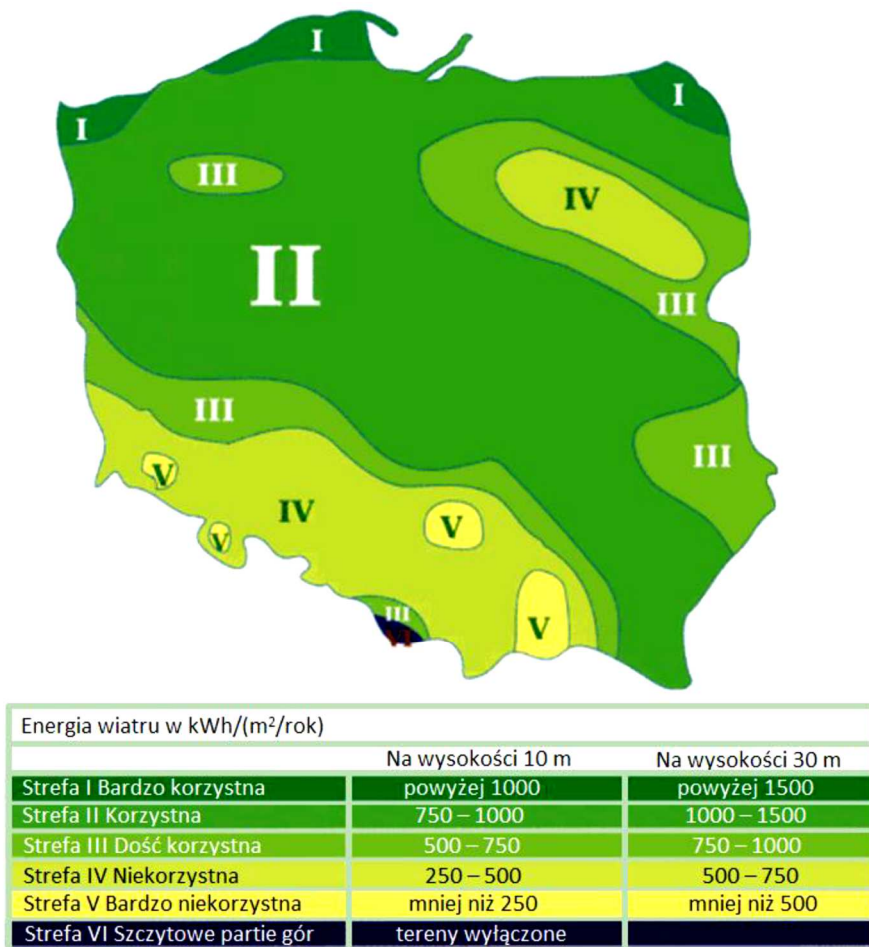 I
I
I
III
IV
II
III
III
III
V
IV
V
V
III
VI
V
Energia wiatru w kWh/(m²/rok)
Na wysokości 10 m Na wysokości 30 m
Strefa I Bardzo korzystna powyżej 1000 powyżej 1500
Strefa II Korzystna 750 – 1000 1000 – 1500
Strefa III Dość korzystna 500 – 750 750 – 1000
Strefa IV Niekorzystna 250 – 500 500 – 750
Strefa V Bardzo niekorzystna mniej niż 250 mniej niż 500
Strefa VI Szczytowe partie gór tereny wyłączone